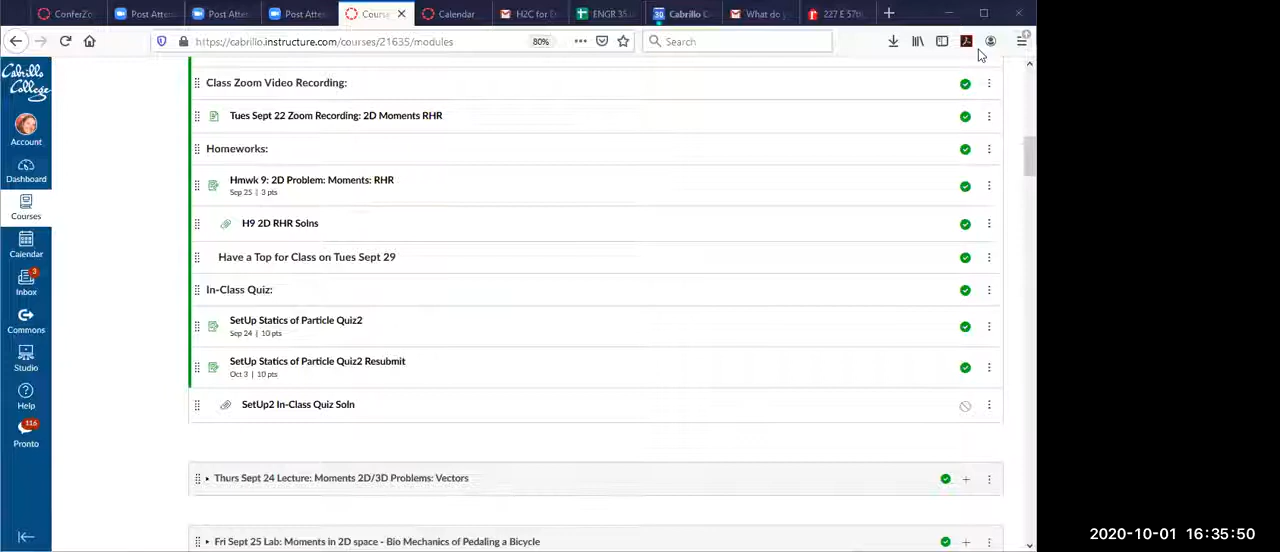 ConferZo
Post Atten
Post Atten
Post Atten
Course
Calendar
H2C for E
ENGR 35
Cabrillo C
What do y
227 E 57th
https://cabrillo.instructure.com/courses/21635/modules
80%
Search
Cabrillo
College
Account
Dashboard
Courses
31
Calendar
3
Inbox
Commons
Studio
Help
116
Pronto
Class Zoom Video Recording:
Tues Sept 22 Zoom Recording: 2D Moments RHR
Homeworks:
Hmwk 9: 2D Problem: Moments: RHR
Sep 25 | 3 pts
H9 2D RHR Solns
Have a Top for Class on Tues Sept 29
In-Class Quiz:
SetUp Statics of Particle Quiz2
Sep 24 | 10 pts
SetUp Statics of Particle Quiz2 Resubmit
Oct 3 | 10 pts
SetUp2 In-Class Quiz Soln
Thurs Sept 24 Lecture: Moments 2D/3D Problems: Vectors
Fri Sept 25 Lab: Moments in 2D space - Bio Mechanics of Pedaling a Bicycle
2020-10-01 16:35:50